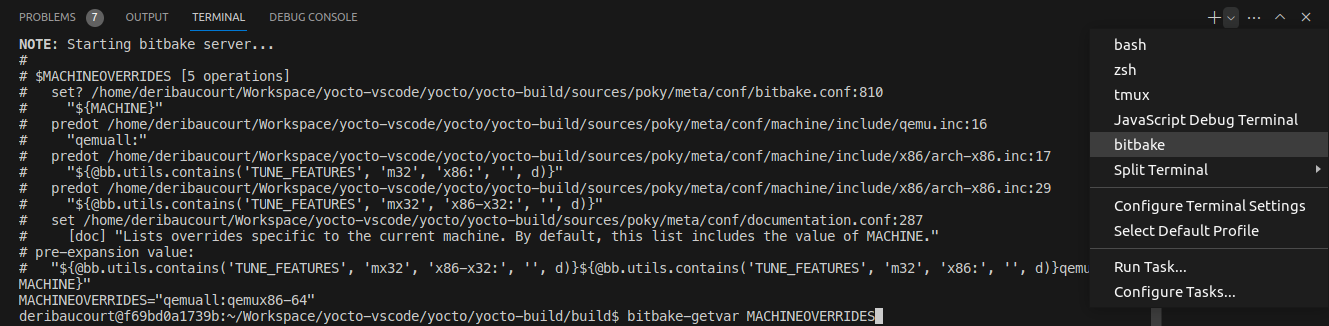 PROBLEMS 7 OUTPUT TERMINAL DEBUG CONSOLE
NOTE: Starting bitbake server...
#
# $MACHINEOVERRIDES [5 operations]
#   set? /home/deribaucourt/Workspace/yocto-vscode/yocto/yocto-build/sources/poky/meta/conf/bitbake.conf:810
#     "${MACHINE}"
#   predot /home/deribaucourt/Workspace/yocto-vscode/yocto/yocto-build/sources/poky/meta/conf/machine/include/qemu.inc:16
#     "qemuall:"
#   predot /home/deribaucourt/Workspace/yocto-vscode/yocto/yocto-build/sources/poky/meta/conf/machine/include/x86/arch-x86.inc:17
#     "${@bb.utils.contains('TUNE_FEATURES', 'm32', 'x86:', '', d)}"
#   predot /home/deribaucourt/Workspace/yocto-vscode/yocto/yocto-build/sources/poky/meta/conf/machine/include/x86/arch-x86.inc:29
#     "${@bb.utils.contains('TUNE_FEATURES', 'mx32', 'x86-x32:', '', d)}"
#   set /home/deribaucourt/Workspace/yocto-vscode/yocto/yocto-build/sources/poky/meta/conf/documentation.conf:287
#     [doc] "Lists overrides specific to the current machine. By default, this list includes the value of MACHINE."
# pre-expansion value:
#   "${@bb.utils.contains('TUNE_FEATURES', 'mx32', 'x86-x32:', '', d)}${@bb.utils.contains('TUNE_FEATURES', 'm32', 'x86:', '', d)}qemu
MACHINE}"
MACHINEOVERRIDES="qemuall:qemux86-64"
deribaucourt@f69bd0a1739b:~/Workspace/yocto-vscode/yocto/yocto-build/build$ bitbake-getvar MACHINEOVERRIDES
bash
zsh
tmux
JavaScript Debug Terminal
bitbake
Split Terminal
Configure Terminal Settings
Select Default Profile
Run Task...
Configure Tasks...